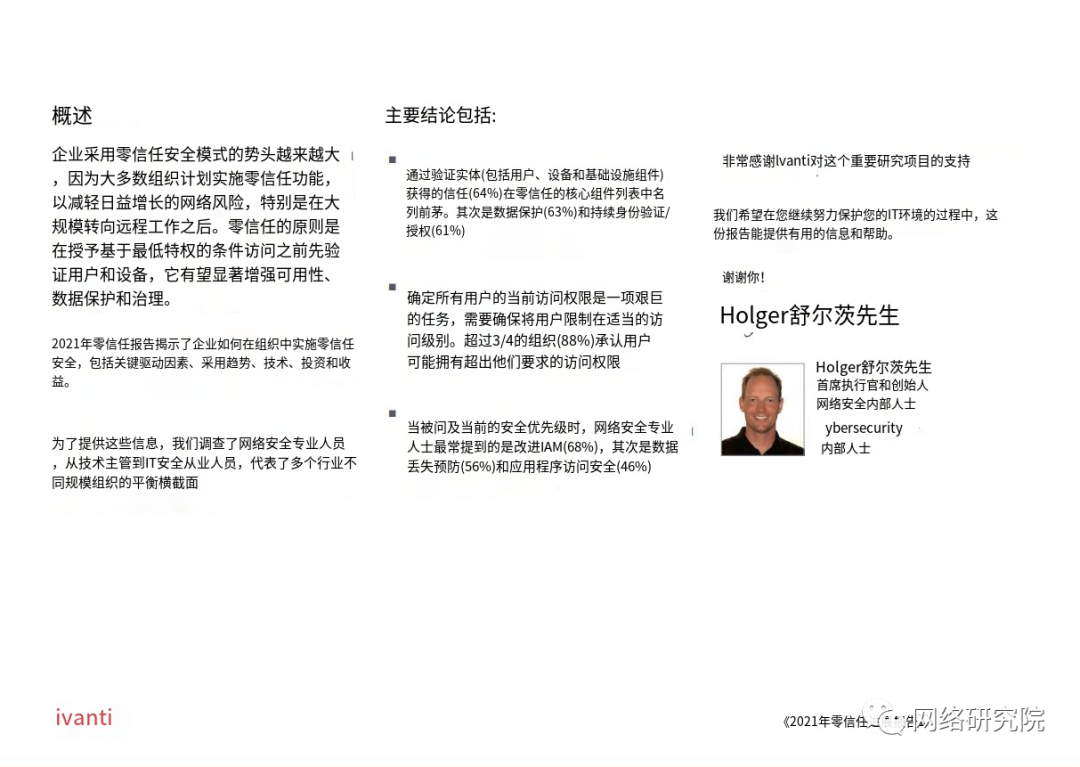 概述
企业采用零信任安全模式的势头越来越大
，因为大多数组织计划实施零信任功能，
以减轻日益增长的网络风险，特别是在大
规模转向远程工作之后。零信任的原则是
在授予基于最低特权的条件访问之前先验
证用户和设备，它有望显著增强可用性、
数据保护和治理。
2021年零信任报告揭示了企业如何在组织中实施零信任
安全，包括关键驱动因素、采用趋势、技术、投资和收
益。
为了提供这些信息，我们调查了网络安全专业人员
，从技术主管到IT安全从业人员，代表了多个行业不
同规模组织的平衡横截面
主要结论包括:
通过验证实体(包括用户、设备和基础设施组件)
获得的信任(64%)在零信任的核心组件列表中名
列前茅。其次是数据保护(63%)和持续身份验证/
授权(61%)
确定所有用户的当前访问权限是一项艰巨
的任务，需要确保将用户限制在适当的访
问级别。超过3/4的组织(88%)承认用户
可能拥有超出他们要求的访问权限
当被问及当前的安全优先级时，网络安全专业
人士最常提到的是改进IAM(68%)，其次是数据
丢失预防(56%)和应用程序访问安全(46%)
非常感谢Ivanti对这个重要研究项目的支持
我们希望在您继续努力保护您的IT环境的过程中，这
份报告能提供有用的信息和帮助。
谢谢你!
Holger舒尔茨先生
Holger舒尔茨先生
首席执行官和创始人
网络安全内部人士
ybersecurity
内部人士
ivanti
《2021年零信任
网络研究院